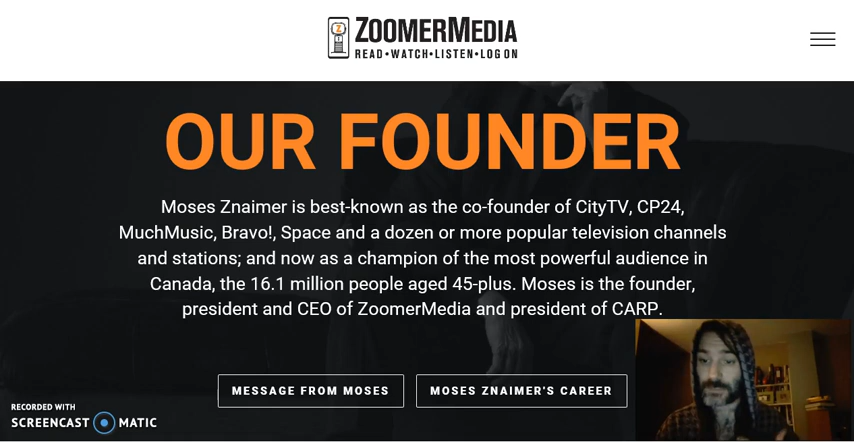 ZOOMERMEDIA
READ•WATCH•LISTEN•LOG ON
OUR FOUNDER
Moses Znaimer is best-known as the co-founder of CityTV, CP24,
MuchMusic, Bravo!, Space and a dozen or more popular television channels
and stations; and now as a champion of the most powerful audience in
Canada, the 16.1 million people aged 45-plus. Moses is the founder,
president and CEO of ZoomerMedia and president of CARP.
MESSAGE FROM MOSES
MOSES ZNAIMER'S CAREER
RECORDED WITH
SCREENCAST MATIC